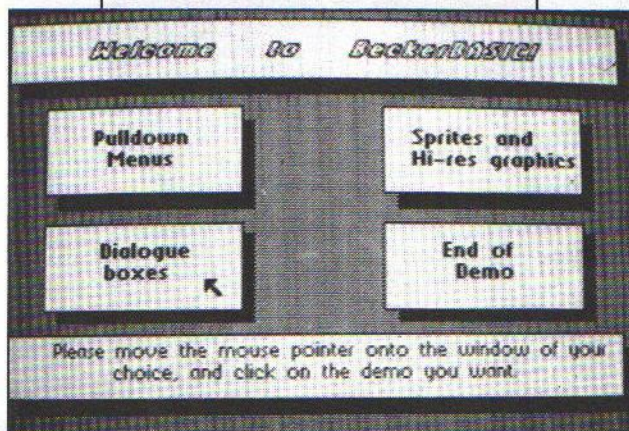 Welcome to BeckerBASIC!
Pulldown
Menus
Sprites and
Hi-res graphics
Dialogue
boxes
End of
Demo
Please move the mouse pointer onto the window of your
choice, and click on the demo you want.